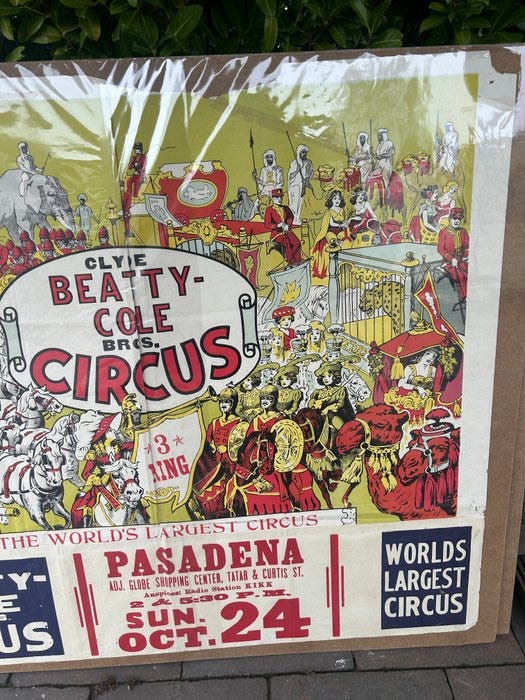 CLYDE
BEATTY-
COLE
BROS.
CIRCUS
3
RING
THE WORLD'S LARGEST CIRCUS
TY-
E
US
PASADENA
ADJ. GLOBE SHOPPING CENTER, TATAR & CURTIS ST.
Auspices: Radio Station KIKK
2 & 5:30 P.M.
SUN.
OCT. 24
WORLDS
LARGEST
CIRCUS